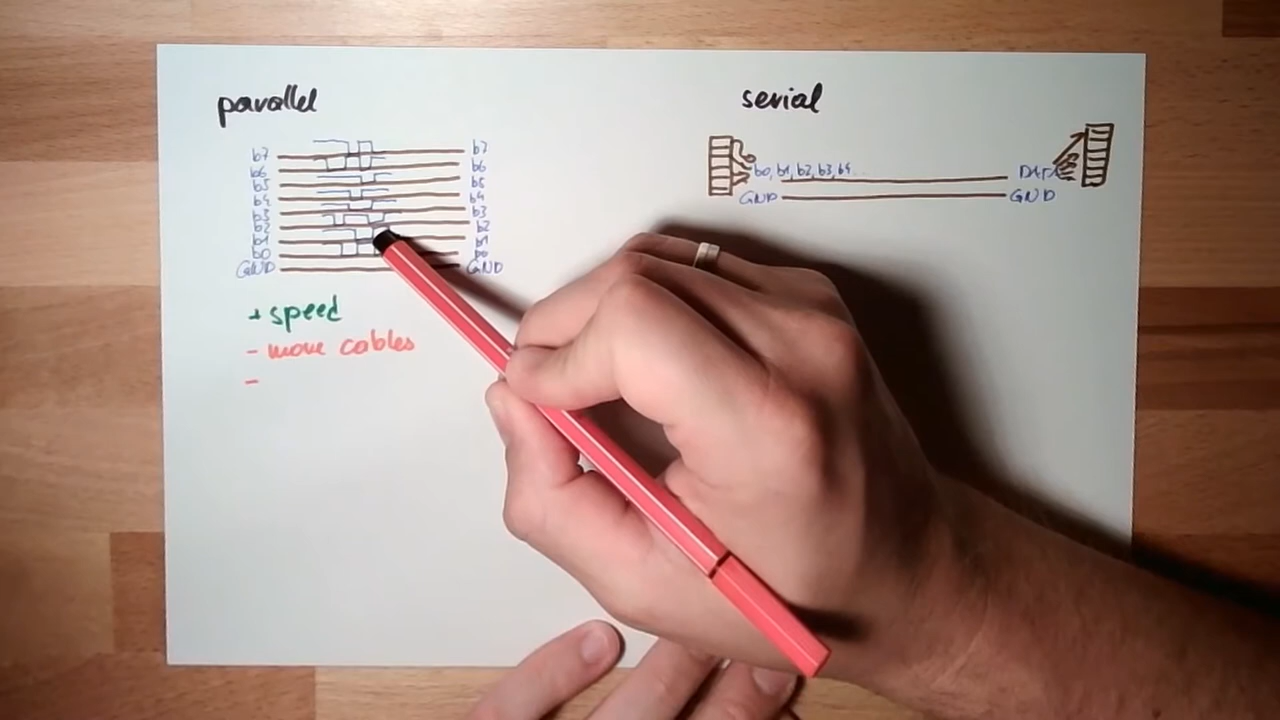 parallel
serial
b7 b7
b6 b6
b5 b5
b4 b4
b3 b3
b2 b2
b1 b1
b0 b0
GND GND
b0, b1, b2, b3, b4.. DATA
GND GND
+ speed
- more cables
-